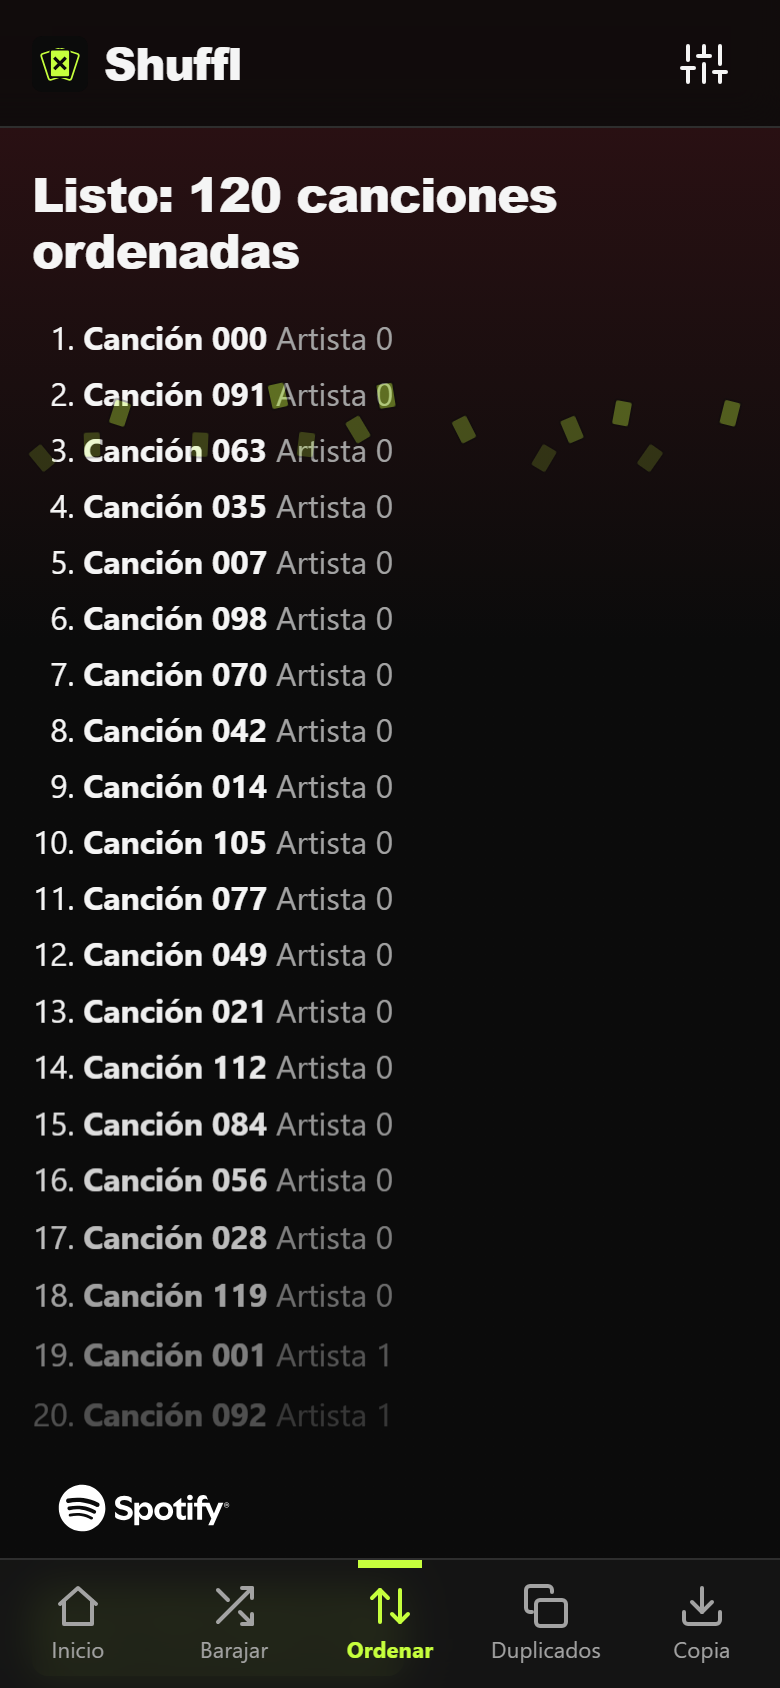 Shuffl
Listo: 120 canciones
ordenadas
1. Canción 000 Artista 0
2. Canción 091 Artista 0
3. Canción 063 Artista 0
4. Canción 035 Artista 0
5. Canción 007 Artista 0
6. Canción 098 Artista 0
7. Canción 070 Artista 0
8. Canción 042 Artista 0
9. Canción 014 Artista 0
10. Canción 105 Artista 0
11. Canción 077 Artista 0
12. Canción 049 Artista 0
13. Canción 021 Artista 0
14. Canción 112 Artista 0
15. Canción 084 Artista 0
16. Canción 056 Artista 0
17. Canción 028 Artista 0
18. Canción 119 Artista 0
19. Canción 001 Artista 1
20. Canción 092 Artista 1
Spotify®
Inicio Barajar Ordenar Duplicados Copia